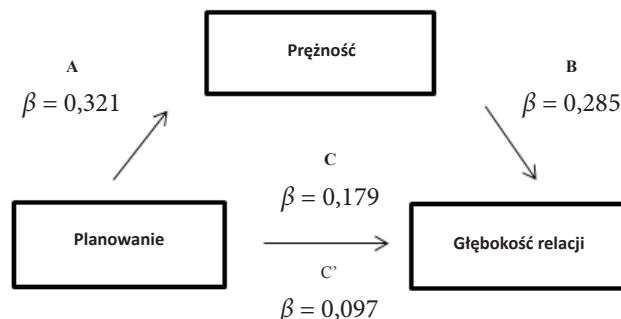 Prężność
A
β = 0,321
B
β = 0,285
C
β = 0,179
Planowanie
Głębokość relacji
C’
β = 0,097